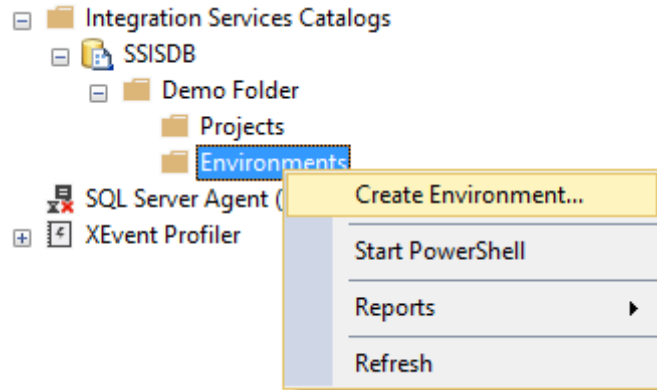 Integration Services Catalogs
SSISDB
Demo Folder
Projects
Environments
Create Environment...
SQL Server Agent (
XEvent Profiler
Start PowerShell
Reports
Refresh